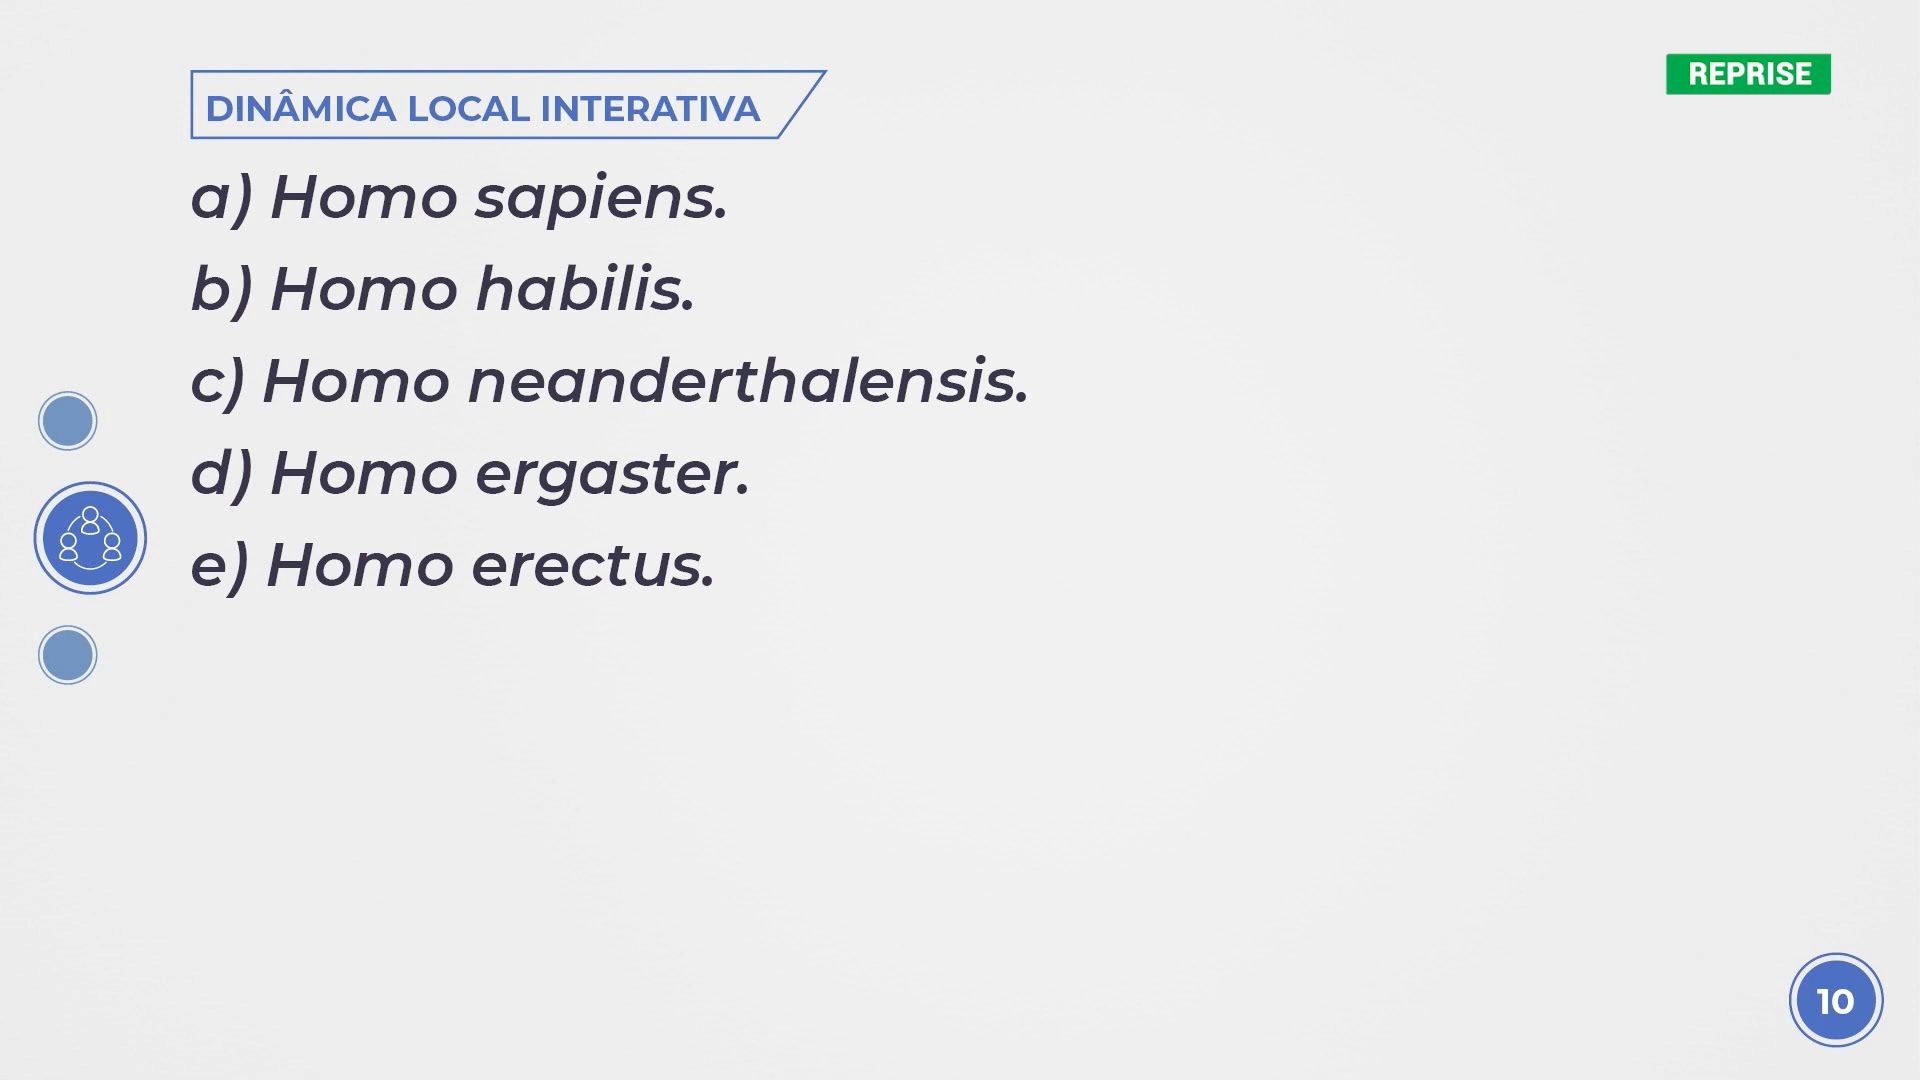 DINÂMICA LOCAL INTERATIVA
REPRISE
a) Homo sapiens.
b) Homo habilis.
c) Homo neanderthalensis.
d) Homo ergaster.
e) Homo erectus.
10